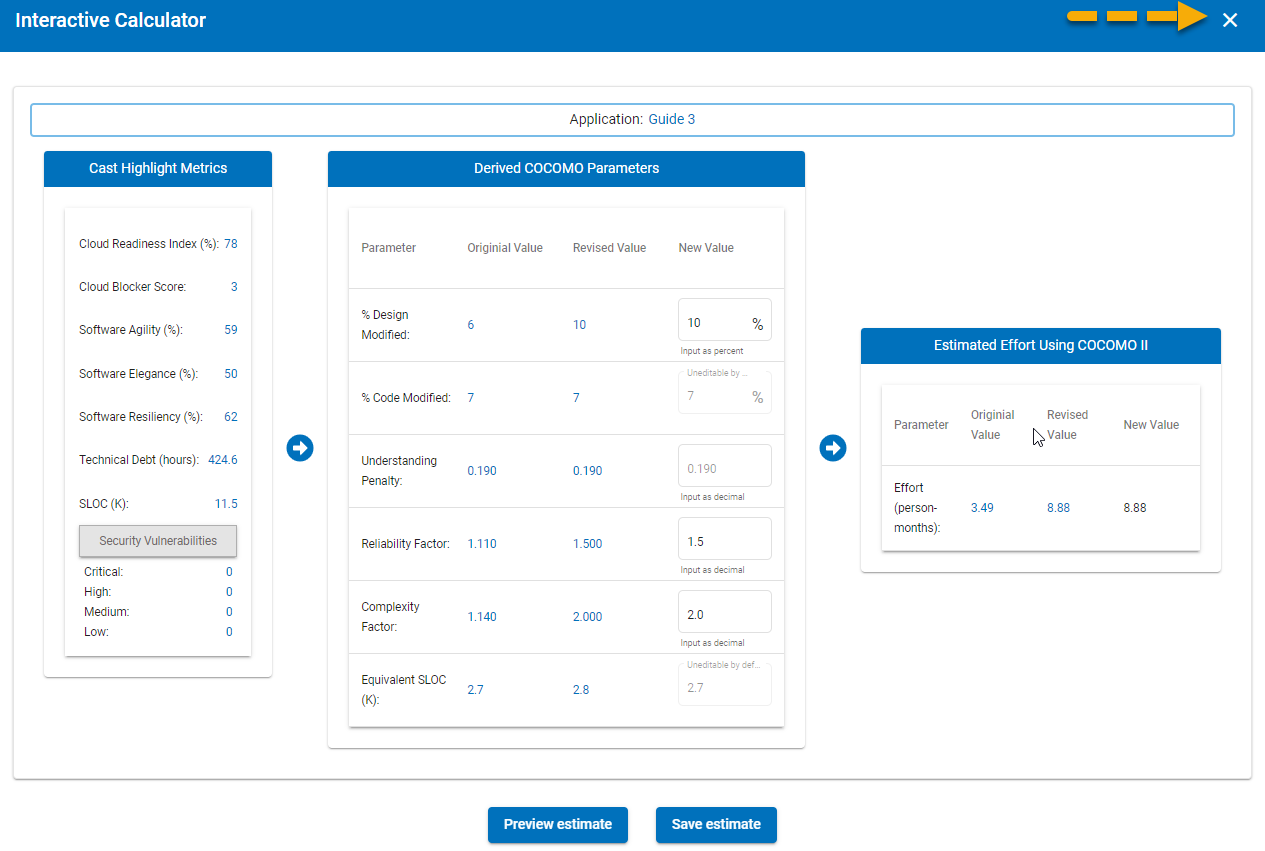 Interactive Calculator
Application: Guide 3
Cast Highlight Metrics
Cloud Readiness Index (%): 78
Cloud Blocker Score: 3
Software Agility (%): 59
Software Elegance (%): 50
Software Resiliency (%): 62
Technical Debt (hours): 424.6
SLOC (K): 11.5
Security Vulnerabilities
Critical: 0
High: 0
Medium: 0
Low: 0
Derived COCOMO Parameters
Parameter Originial Value Revised Value New Value
% Design
Modified: 6 10 10 %
Input as percent
Uneditable by ...
% Code Modified: 7 7 7 %
Understanding
Penalty: 0.190 0.190 0.190
Input as decimal
Reliability Factor: 1.110 1.500 1.5
Input as decimal
Complexity
Factor: 1.140 2.000 2.0
Input as decimal
Uneditable by def...
Equivalent SLOC
(K): 2.7 2.8 2.7
Estimated Effort Using COCOMO II
Parameter Originial Value Revised Value New Value
Effort
(person-
months): 3.49 8.88 8.88
Preview estimate
Save estimate